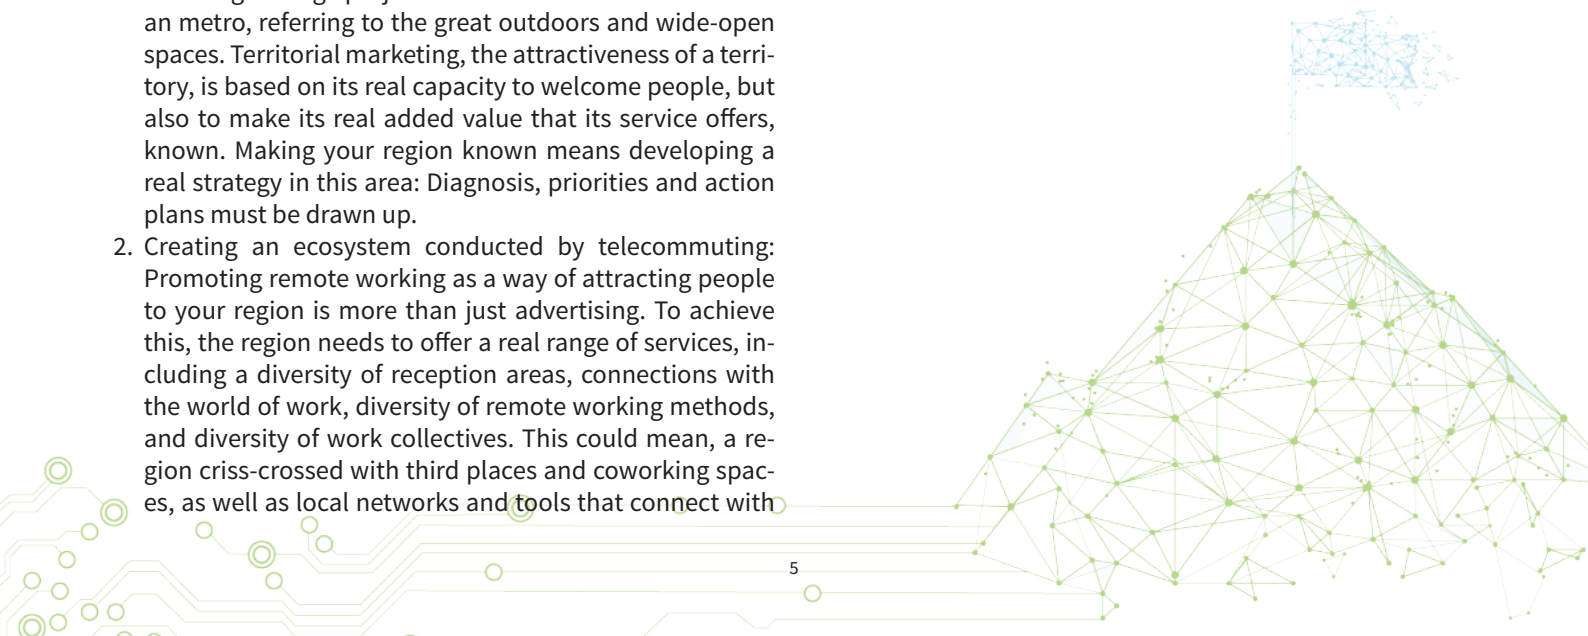 an metro, referring to the great outdoors and wide-open
spaces. Territorial marketing, the attractiveness of a terri-
tory, is based on its real capacity to welcome people, but
also to make its real added value that its service offers,
known. Making your region known means developing a
real strategy in this area: Diagnosis, priorities and action
plans must be drawn up.
2. Creating an ecosystem conducted by telecommuting:
Promoting remote working as a way of attracting people
to your region is more than just advertising. To achieve
this, the region needs to offer a real range of services, in-
cluding a diversity of reception areas, connections with
the world of work, diversity of remote working methods,
and diversity of work collectives. This could mean, a re-
gion criss-crossed with third places and coworking spac-
es, as well as local networks and tools that connect with
5